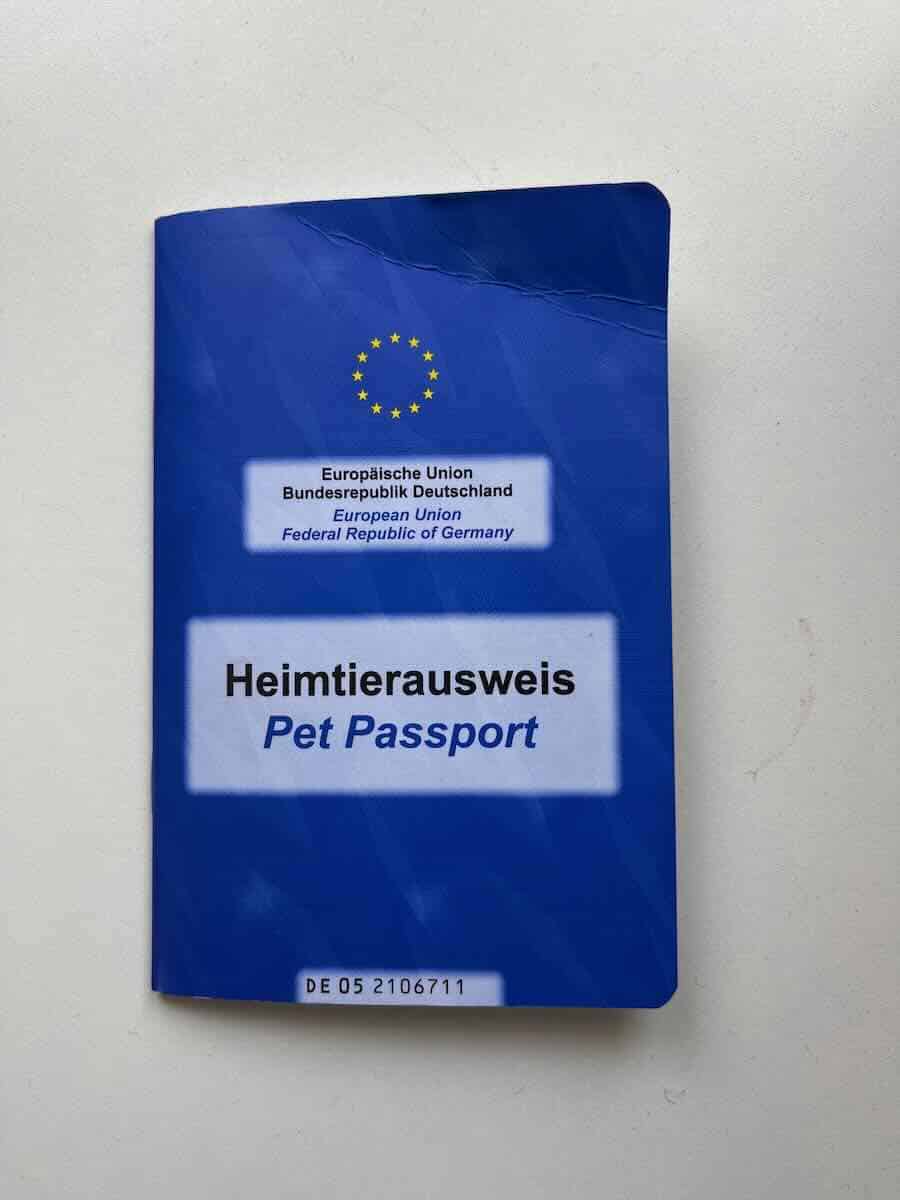 Europäische Union
Bundesrepublik Deutschland
European Union
Federal Republic of Germany
Heimtierausweis
Pet Passport
DE 05 2106711